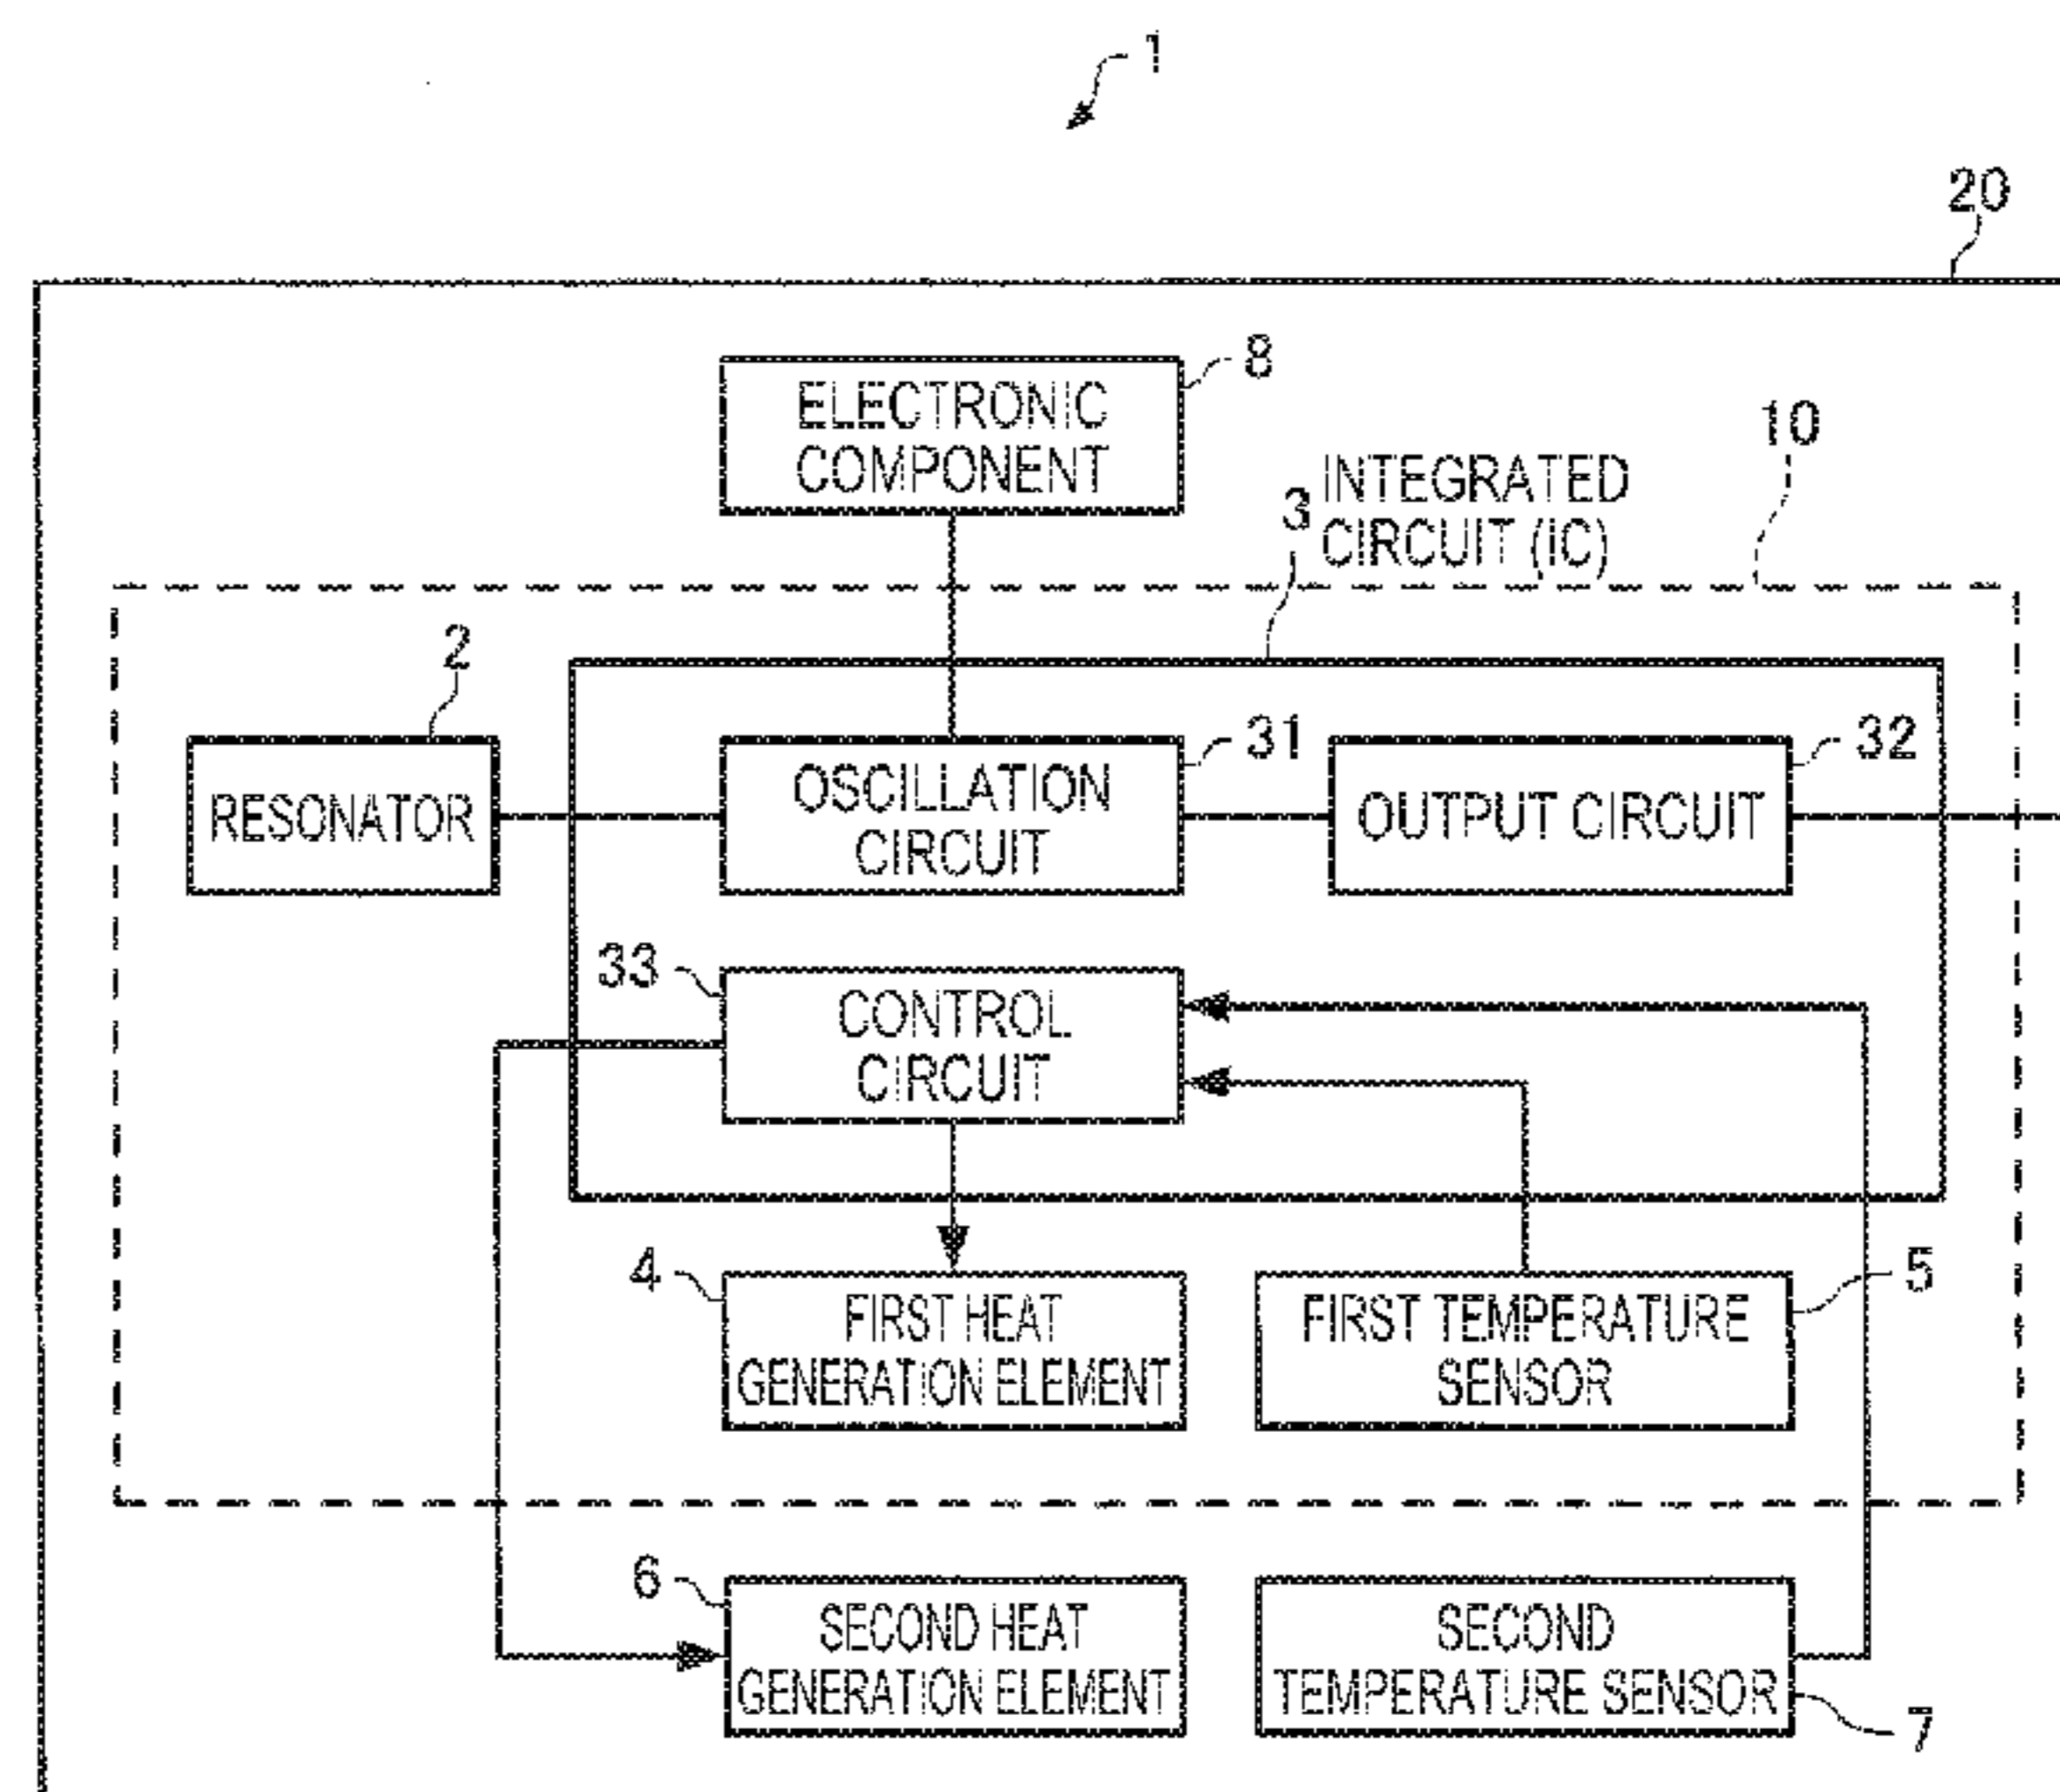 1
20
ELECTRONIC
COMPONENT
8
10
3
INTEGRATED
CIRCUIT (IC)
2
RESONATOR
OSCILLATION
CIRCUIT
31
OUTPUT CIRCUIT
32
33
CONTROL
CIRCUIT
4
FIRST HEAT
GENERATION ELEMENT
FIRST TEMPERATURE
SENSOR
5
6
SECOND HEAT
GENERATION ELEMENT
SECOND
TEMPERATURE SENSOR
7